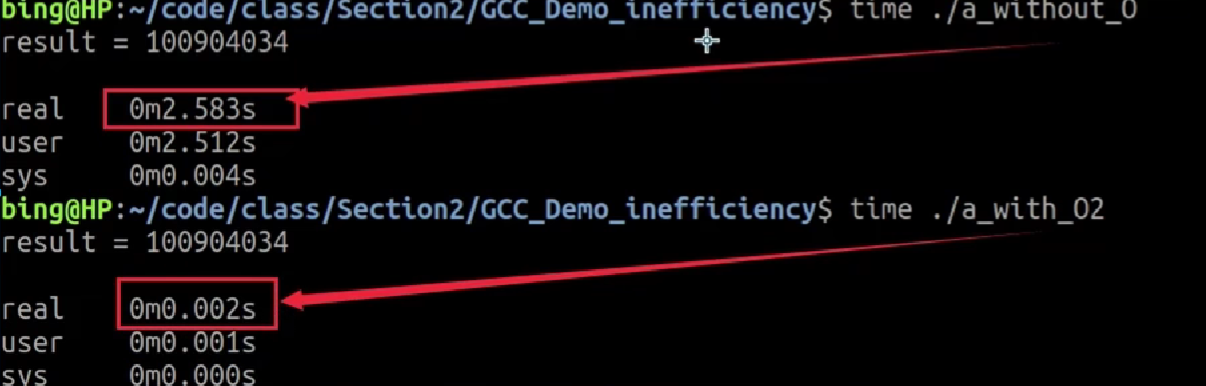 bing@HP:~/code/class/Section2/GCC_Demo_inefficiency$ time ./a_without_O
result = 100904034
real 0m2.583s
user 0m2.512s
sys 0m0.004s
bing@HP:~/code/class/Section2/GCC_Demo_inefficiency$ time ./a_with_O2
result = 100904034
real 0m0.002s
user 0m0.001s
sys 0m0.000s